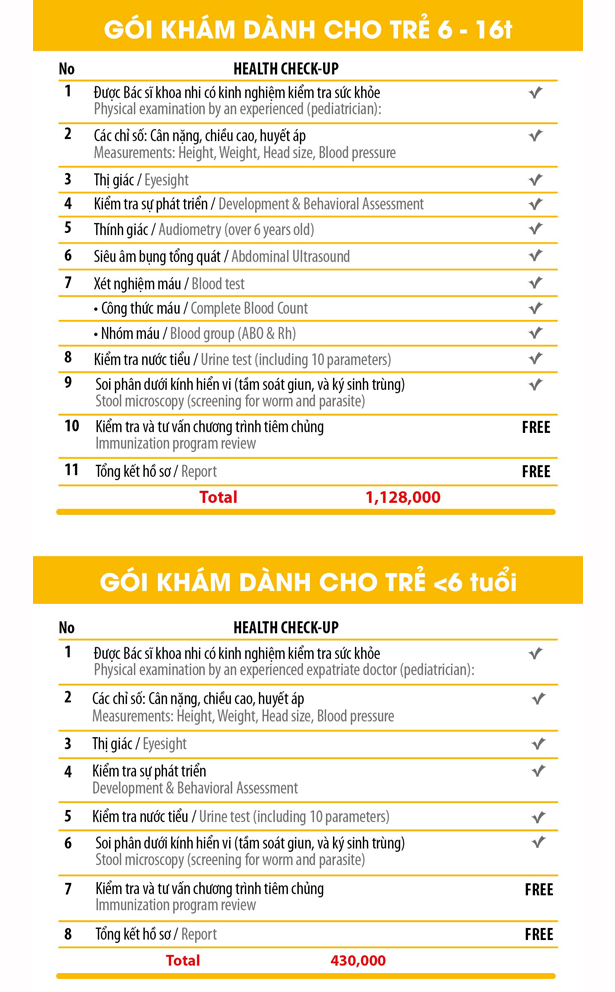 GÓI KHÁM DÀNH CHO TRẺ 6 - 16t
No HEALTH CHECK-UP
1 Được Bác sĩ khoa nhi có kinh nghiệm kiểm tra sức khỏe
Physical examination by an experienced (pediatrician):
2 Các chỉ số: Cân nặng, chiều cao, huyết áp
Measurements: Height, Weight, Head size, Blood pressure
3 Thị giác / Eyesight
4 Kiểm tra sự phát triển / Development & Behavioral Assessment
5 Thính giác / Audiometry (over 6 years old)
6 Siêu âm bụng tổng quát / Abdominal Ultrasound
7 Xét nghiệm máu / Blood test
• Công thức máu / Complete Blood Count
• Nhóm máu / Blood group (ABO & Rh)
8 Kiểm tra nước tiểu / Urine test (including 10 parameters)
9 Soi phân dưới kính hiển vi (tầm soát giun, và ký sinh trùng)
Stool microscopy (screening for worm and parasite)
10 Kiểm tra và tư vấn chương trình tiêm chủng FREE
Immunization program review
11 Tổng kết hồ sơ / Report FREE
Total 1,128,000
GÓI KHÁM DÀNH CHO TRẺ <6 tuổi
No HEALTH CHECK-UP
1 Được Bác sĩ khoa nhi có kinh nghiệm kiểm tra sức khỏe
Physical examination by an experienced expatriate doctor (pediatrician):
2 Các chỉ số: Cân nặng, chiều cao, huyết áp
Measurements: Height, Weight, Head size, Blood pressure
3 Thị giác / Eyesight
4 Kiểm tra sự phát triển
Development & Behavioral Assessment
5 Kiểm tra nước tiểu / Urine test (including 10 parameters)
6 Soi phân dưới kính hiển vi (tầm soát giun, và ký sinh trùng)
Stool microscopy (screening for worm and parasite)
7 Kiểm tra và tư vấn chương trình tiêm chủng FREE
Immunization program review
8 Tổng kết hồ sơ / Report FREE
Total 430,000